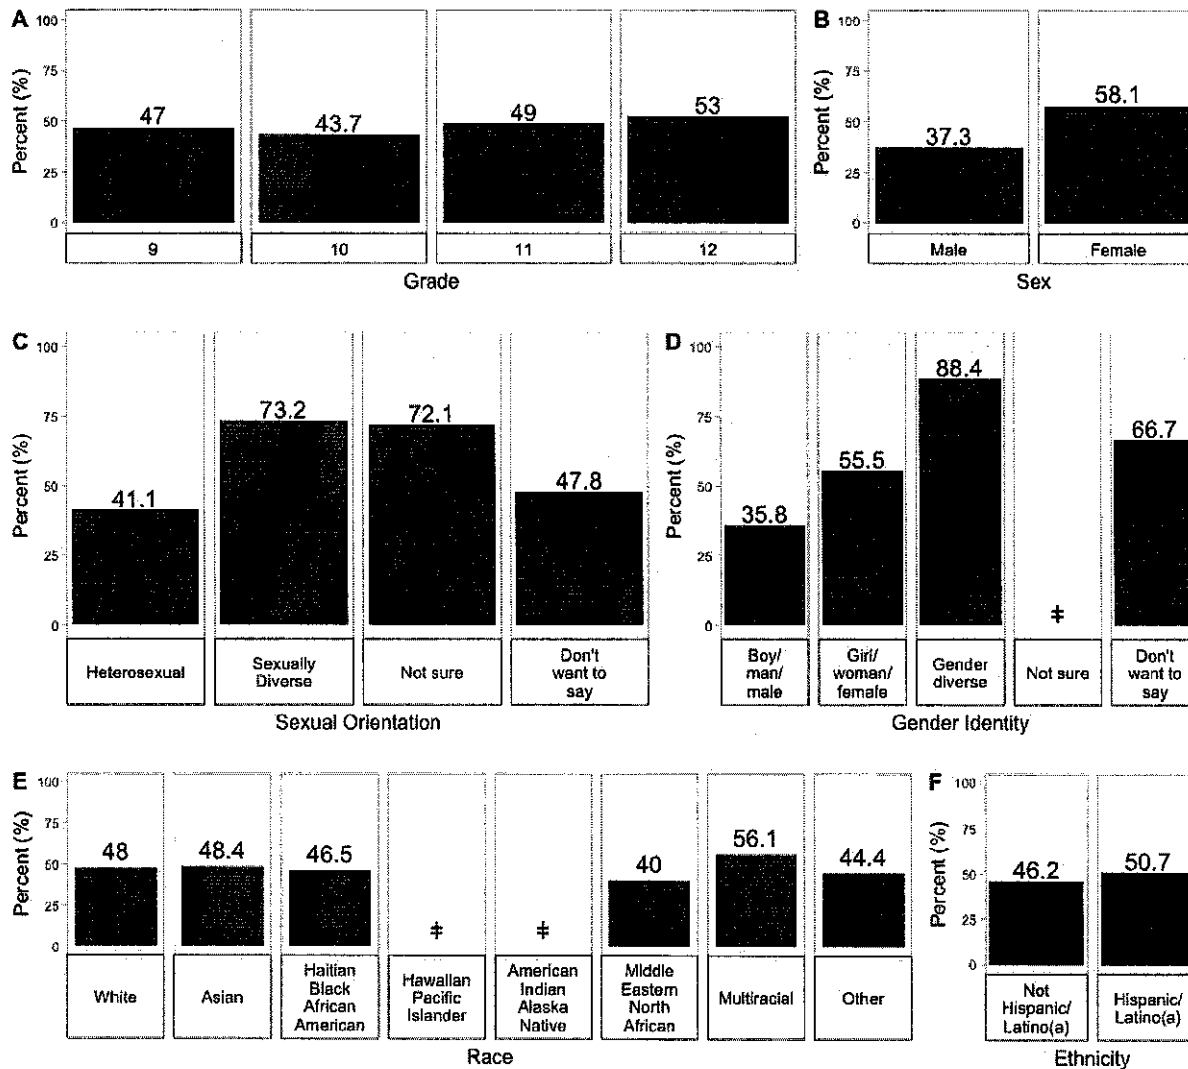 A
Percent (%)
100
75
50
25
0
47
43.7
49
53
9
10
11
12
Grade
B
Percent (%)
100
75
50
25
0
37.3
58.1
Male
Female
Sex
C
Percent (%)
100
75
50
25
0
41.1
73.2
72.1
47.8
Heterosexual
Sexually
Diverse
Not sure
Don't
want to
say
Sexual Orientation
D
Percent (%)
100
75
50
25
0
35.8
55.5
88.4
ǂ
66.7
Boy/
man/
male
Girl/
woman/
female
Gender
diverse
Not sure
Don't
want to
say
Gender Identity
E
Percent (%)
100
75
50
25
0
48
48.4
46.5
ǂ
ǂ
40
56.1
44.4
White
Asian
Haitian
Black
African
American
Hawaiian
Pacific
Islander
American
Indian
Alaska
Native
Middle
Eastern
North
African
Multiracial
Other
Race
F
Percent (%)
100
75
50
25
0
46.2
50.7
Not
Hispanic/
Latino(a)
Hispanic/
Latino(a)
Ethnicity